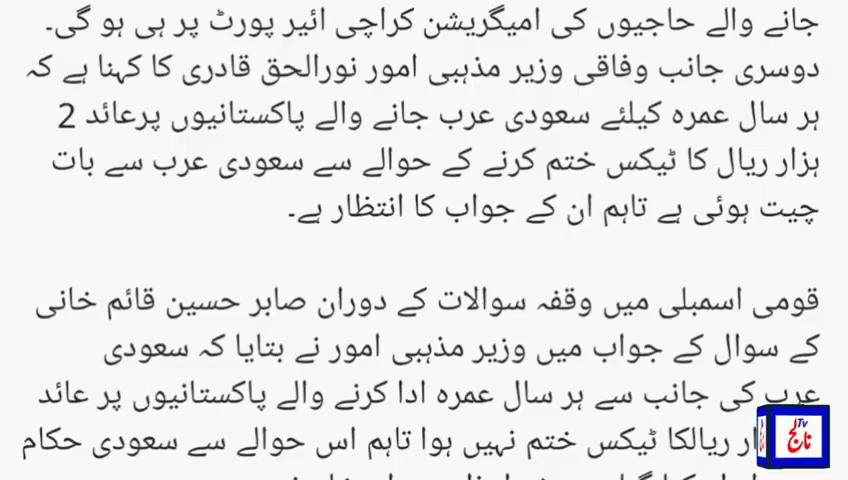 جانے والے حاجیوں کی امیگریشن کراچی ائیر پورٹ پر ہی ہو گی۔
دوسری جانب وفاقی وزیر مذہبی امور نورالحق قادری کا کہنا ہے کہ
ہر سال عمرہ کیلئے سعودی عرب جانے والے پاکستانیوں پرعائد 2
ہزار ریال کا ٹیکس ختم کرنے کے حوالے سے سعودی عرب سے بات
چیت ہوئی ہے تاہم ان کے جواب کا انتظار ہے۔
قومی اسمبلی میں وقفہ سوالات کے دوران صابر حسین قائم خانی
کے سوال کے جواب میں وزیر مذہبی امور نے بتایا کہ سعودی
عرب کی جانب سے ہر سال عمرہ ادا کرنے والے پاکستانیوں پر عائد
ریالکا ٹیکس ختم نہیں ہوا تاہم اس حوالے سے سعودی حکام
Tv
نالج